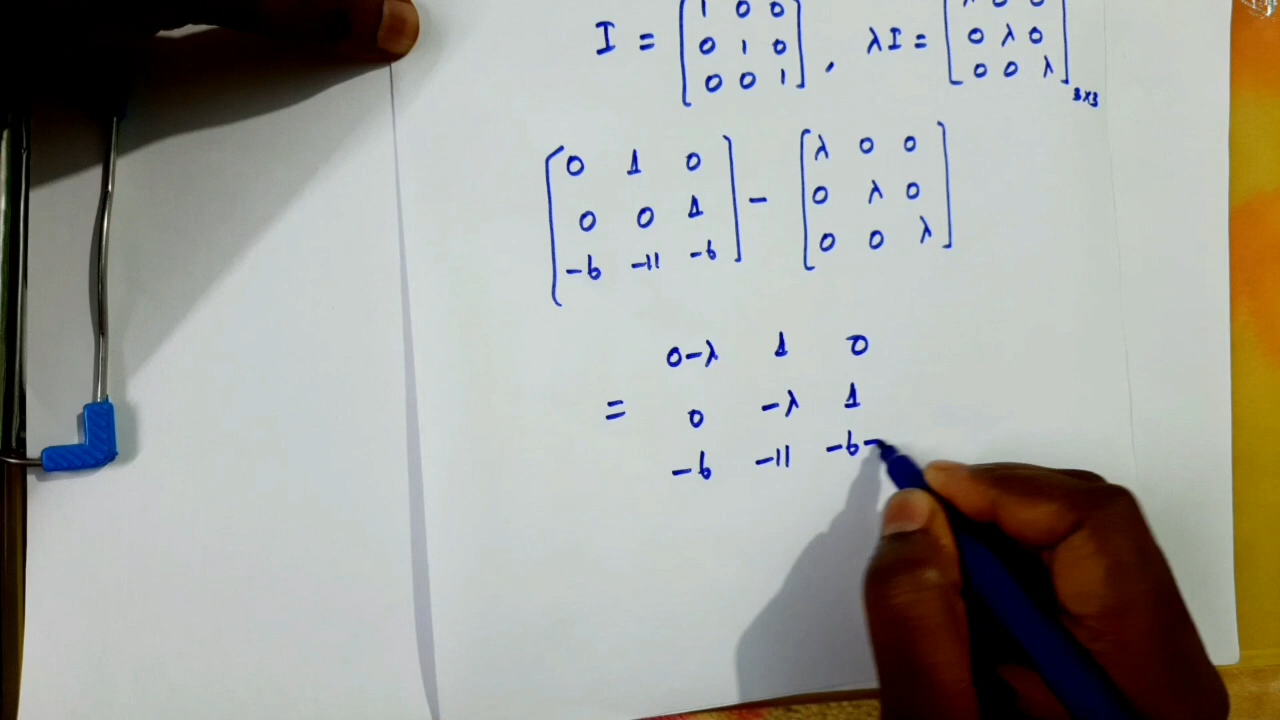 I = [1 0 0
0 1 0
0 0 1] , λI = [λ 0 0
0 λ 0
0 0 λ]3×3
[0 1 0
0 0 1
-6 -11 -6] - [λ 0 0
0 λ 0
0 0 λ]
= 0-λ 1 0
0 -λ 1
-6 -11 -6-